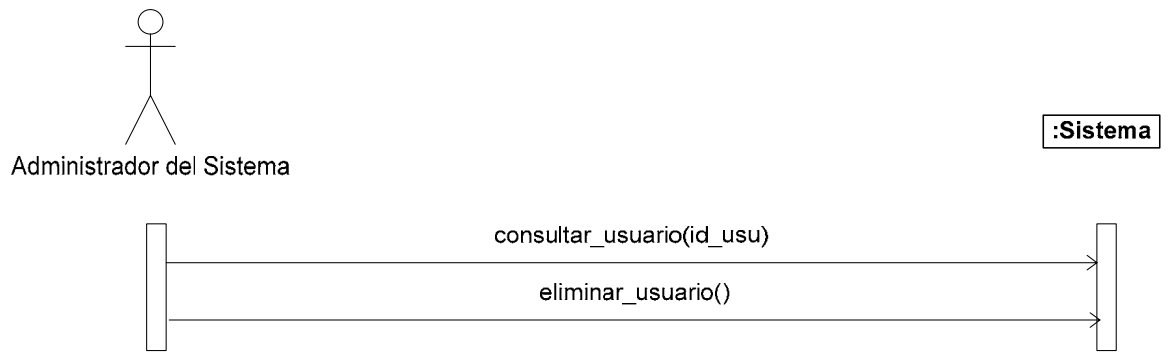 :Sistema
Administrador del Sistema
consultar_usuario(id_usu)
eliminar_usuario()